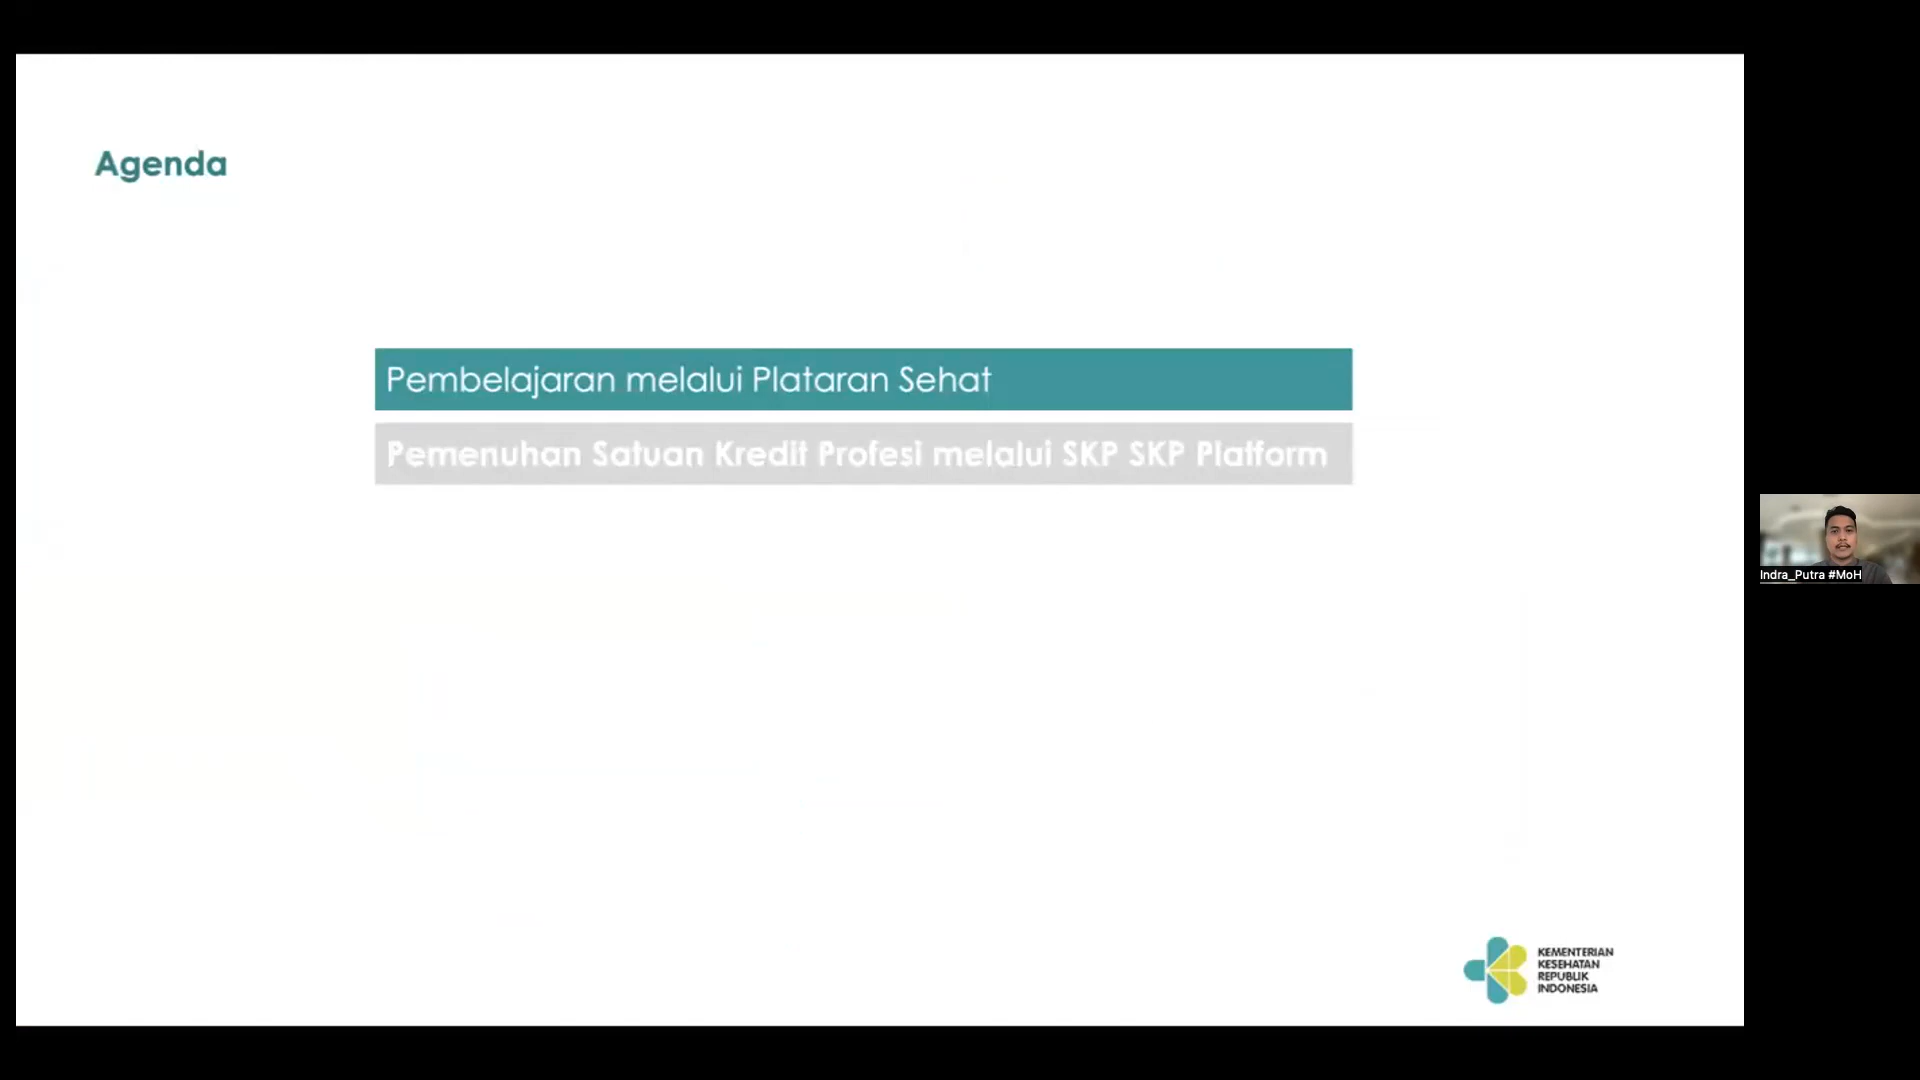 Agenda
Pembelajaran melalui Plataran Sehat
Pemenuhan Satuan Kredit Profesi melalui SKP SKP Platform
Indra_Putra #MoH
KEMENTERIAN
KESEHATAN
REPUBLIK
INDONESIA